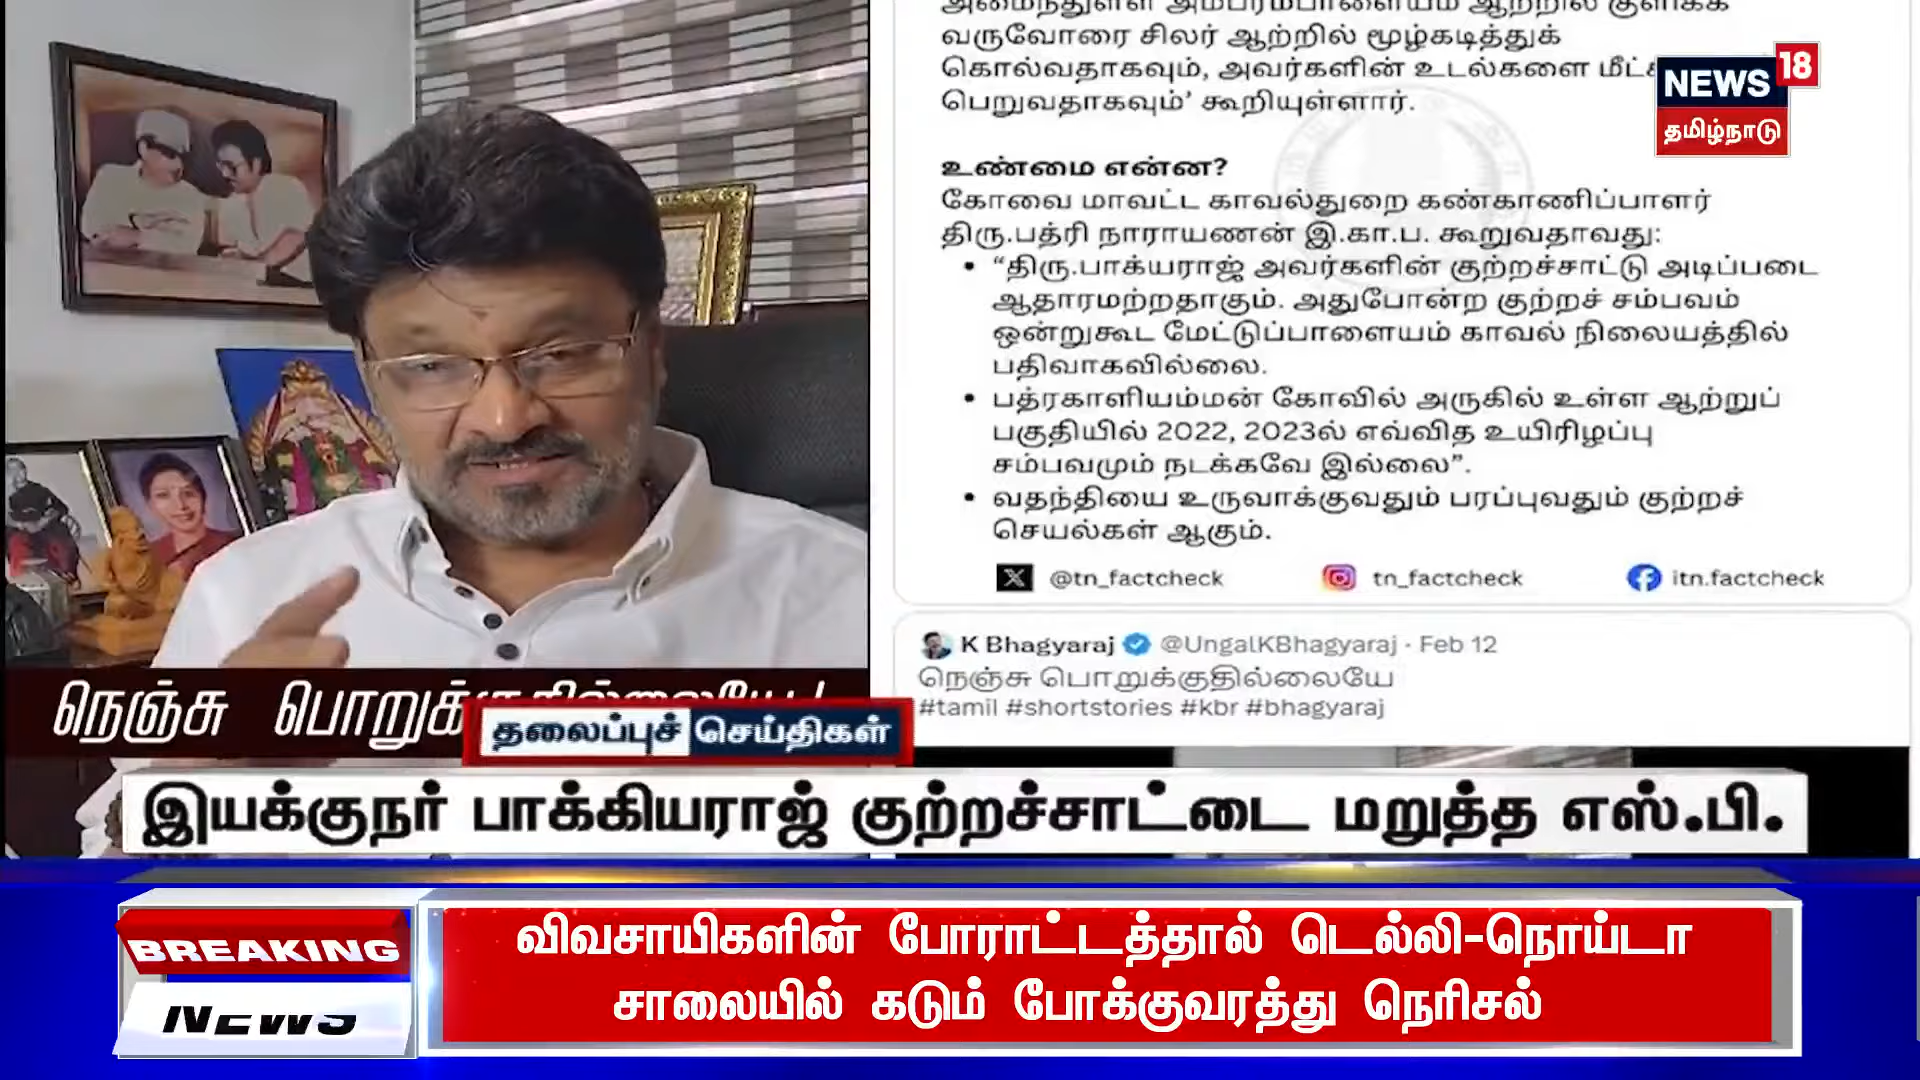 அமைந்துள்ள அம்பரம்பாளையம் ஆற்றில் குளிக்க
வருவோரை சிலர் ஆற்றில் மூழ்கடித்துக்
கொல்வதாகவும், அவர்களின் உடல்களை
பெறுவதாகவும்' கூறியுள்ளார்.
NEWS 18
தமிழ்நாடு
உண்மை என்ன?
கோவை மாவட்ட காவல்துறை கண்காணிப்பாளர்
திரு.பத்ரி நாராயணன் இ.கா.ப. கூறுவதாவது:
• “திரு.பாக்யராஜ் அவர்களின் குற்றச்சாட்டு அடிப்படை
ஆதாரமற்றதாகும். அதுபோன்ற குற்றச் சம்பவம்
ஒன்றுகூட மேட்டுப்பாளையம் காவல் நிலையத்தில்
பதிவாகவில்லை.
• பத்ரகாளியம்மன் கோவில் அருகில் உள்ள ஆற்றுப்
பகுதியில் 2022, 2023ல் எவ்வித உயிரிழப்பு
சம்பவமும் நடக்கவே இல்லை”.
• வதந்தியை உருவாக்குவதும் பரப்புவதும் குற்றச்
செயல்கள் ஆகும்.
@tn_factcheck tn_factcheck itn.factcheck
K Bhagyaraj @UngalKBhagyaraj · Feb 12
நெஞ்சு பொறுக்குதில்லையே
#tamil #shortstories #kbr #bhagyaraj
நெஞ்சு பொறுக்குதில்லையே!
தலைப்புச் செய்திகள்
இயக்குநர் பாக்கியராஜ் குற்றச்சாட்டை மறுத்த எஸ்.பி.
BREAKING
NEWS
விவசாயிகளின் போராட்டத்தால் டெல்லி-நொய்டா
சாலையில் கடும் போக்குவரத்து நெரிசல்